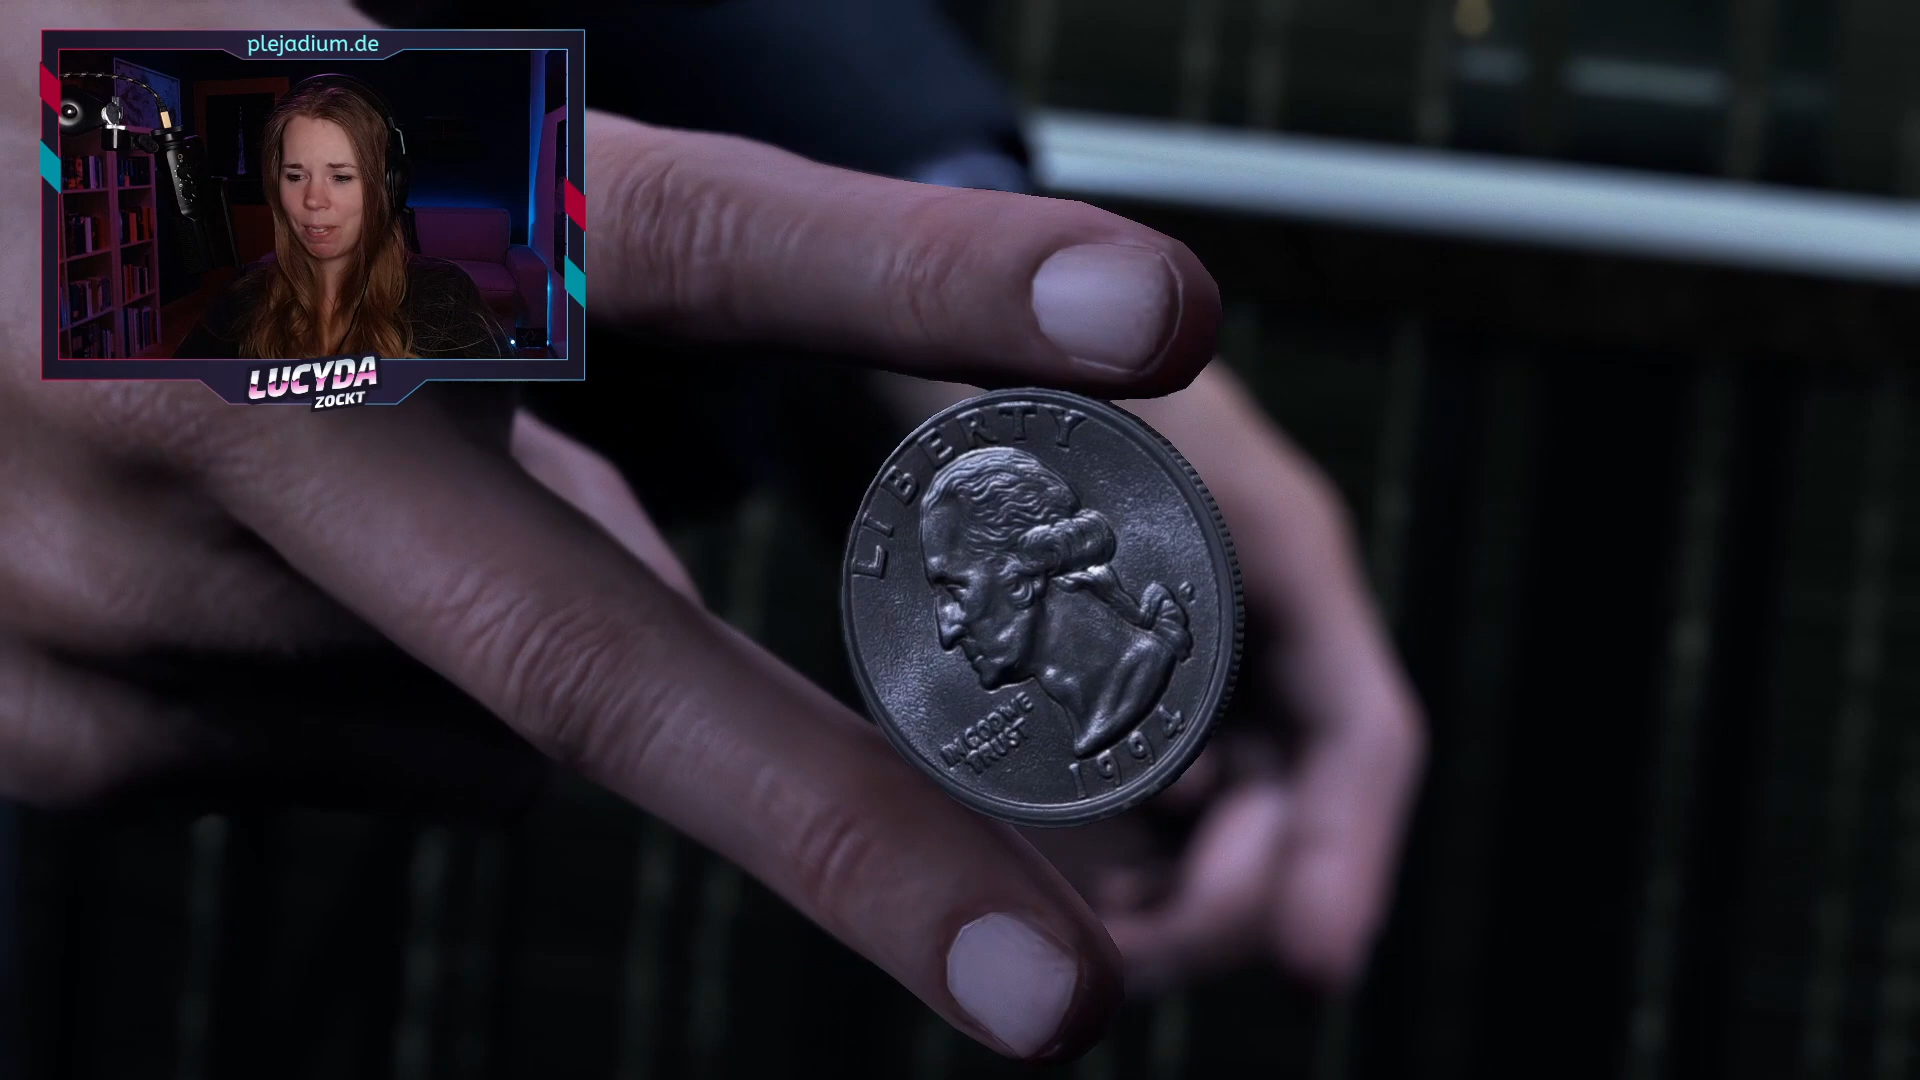 plejadium.de
LUCYDA
ZOCKT
LIBERTY
IN GOD WE
TRUST
1994